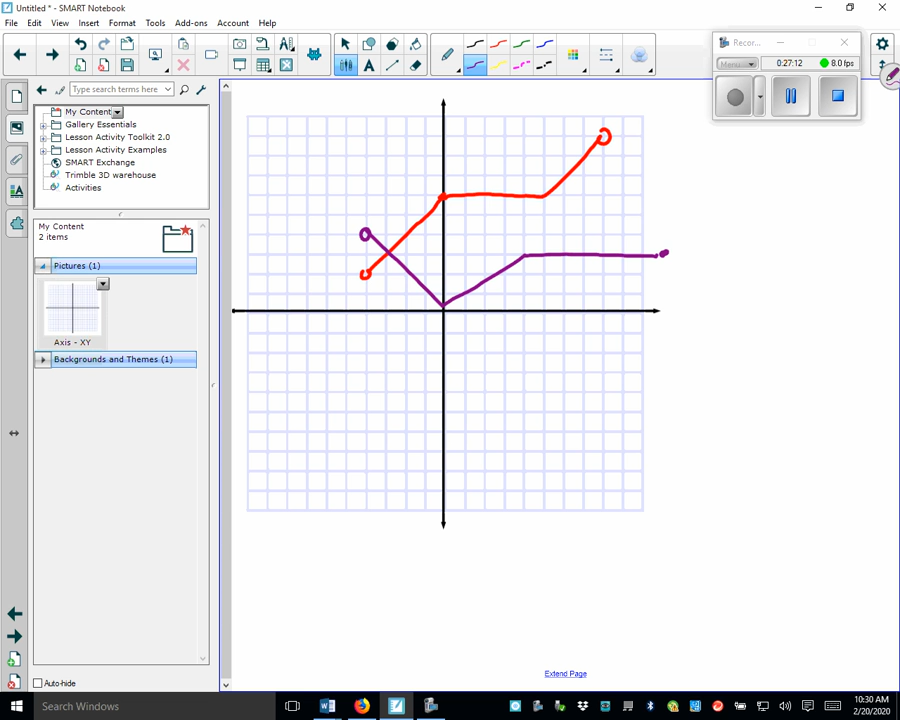 Untitled * - SMART Notebook
File Edit View Insert Format Tools Add-ons Account Help
Recor...
Menu
0:27:12
8.0 fps
Type search terms here
My Content
Gallery Essentials
Lesson Activity Toolkit 2.0
Lesson Activity Examples
SMART Exchange
Trimble 3D warehouse
Activities
My Content
2 items
Pictures (1)
Axis - XY
Backgrounds and Themes (1)
Extend Page
Auto-hide
Search Windows
10:30 AM
2/20/2020